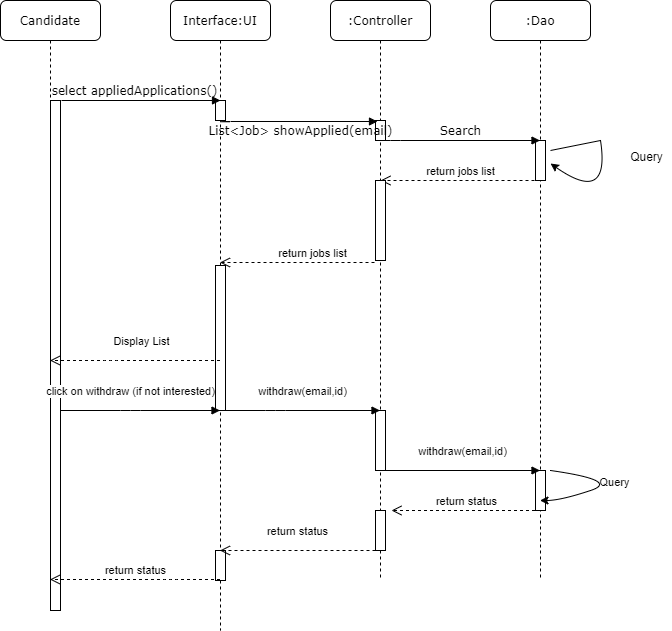 Candidate
Interface:UI
:Controller
:Dao
select appliedApplications()
List<Job> showApplied(email)
Search
Query
return jobs list
return jobs list
Display List
click on withdraw (if not interested)
withdraw(email,id)
withdraw(email,id)
Query
return status
return status
return status